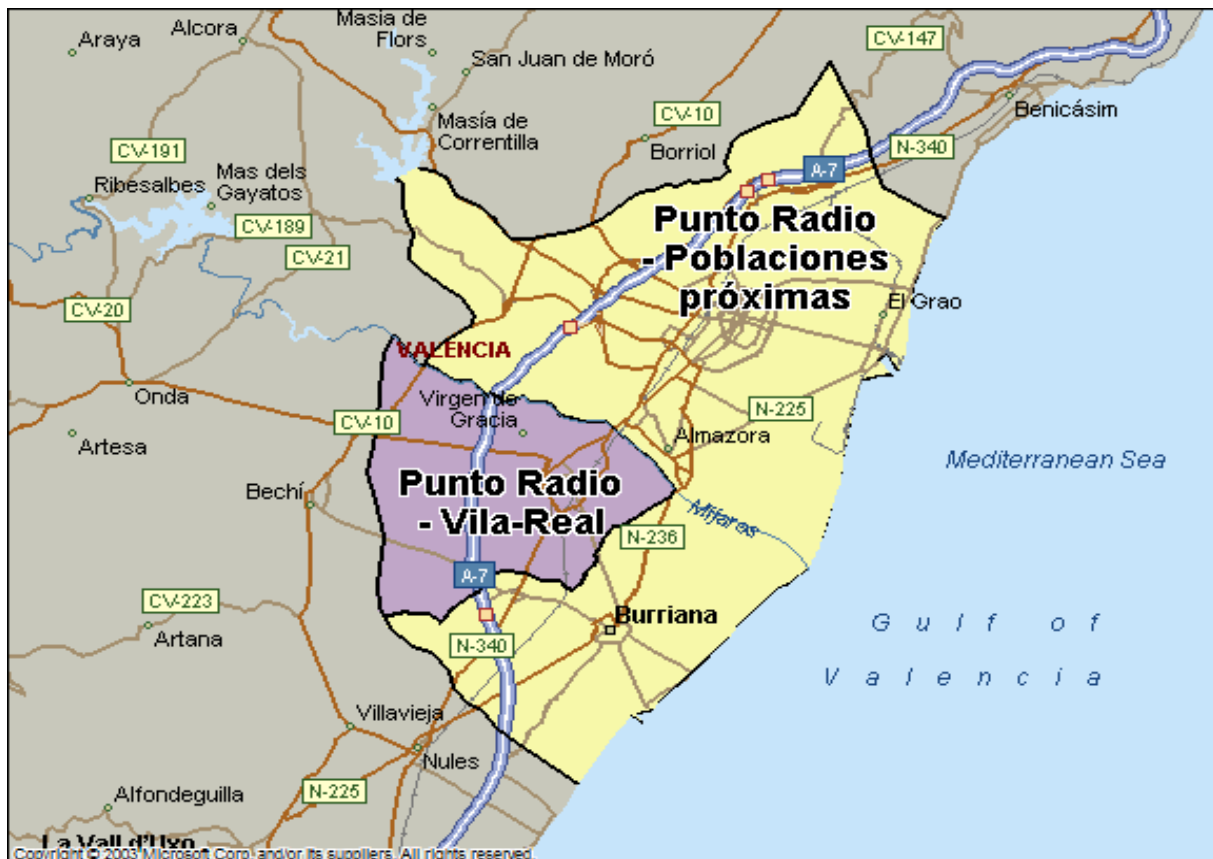 Araya
Alcora
Masía de
Flors
San Juan de Moró
CV-147
Benicásim
CV-10
Masía de
Correntilla
Borriol
N-340
A-7
CV-191
Mas dels
Gayatos
Ribesalbes
CV-189
CV-21
Punto Radio
- Poblaciones
próximas
El Grao
CV-20
VALENCIA
Onda
Virgen de
Gracia
CV-10
N-225
Almazora
Artesa
Mediterranean Sea
Bechí
Punto Radio
- Vila-Real
Mijares
N-236
A-7
CV-223
Artana
Burriana
Gulf of
Valencia
N-340
Villavieja
Nules
N-225
Alfondeguilla
La Vall d'Uxo
Copyright © 2003 Microsoft Corp. and/or its suppliers. All rights reserved.